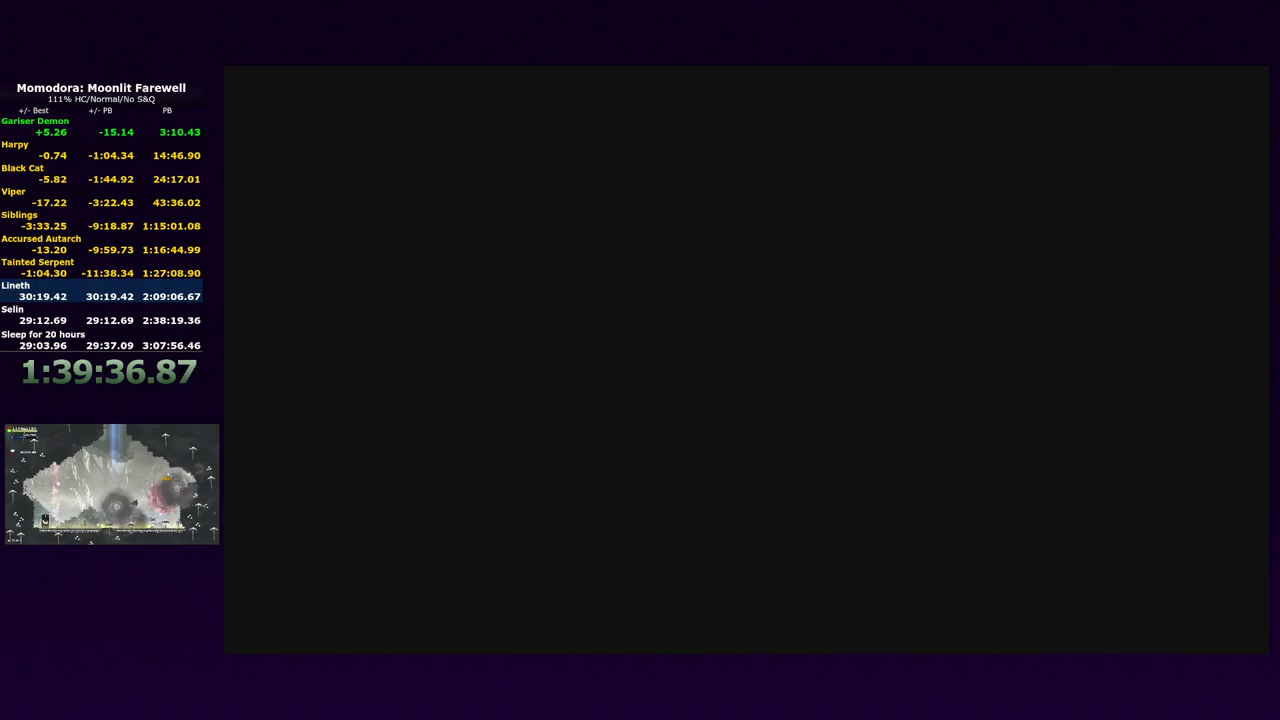 Momodora: Moonlit Farewell
111% HC/Normal/No S&Q
+/- Best +/- PB PB
Gariser Demon
+5.26 -15.14 3:10.43
Harpy
-0.74 -1:04.34 14:46.90
Black Cat
-5.82 -1:44.92 24:17.01
Viper
-17.22 -3:22.43 43:36.02
Siblings
-3:33.25 -9:18.87 1:15:01.08
Accursed Autarch
-13.20 -9:59.73 1:16:44.99
Tainted Serpent
-1:04.30 -11:38.34 1:27:08.90
Lineth
30:19.42 30:19.42 2:09:06.67
Selin
29:12.69 29:12.69 2:38:19.36
Sleep for 20 hours
29:03.96 29:37.09 3:07:56.46
1:39:36.87